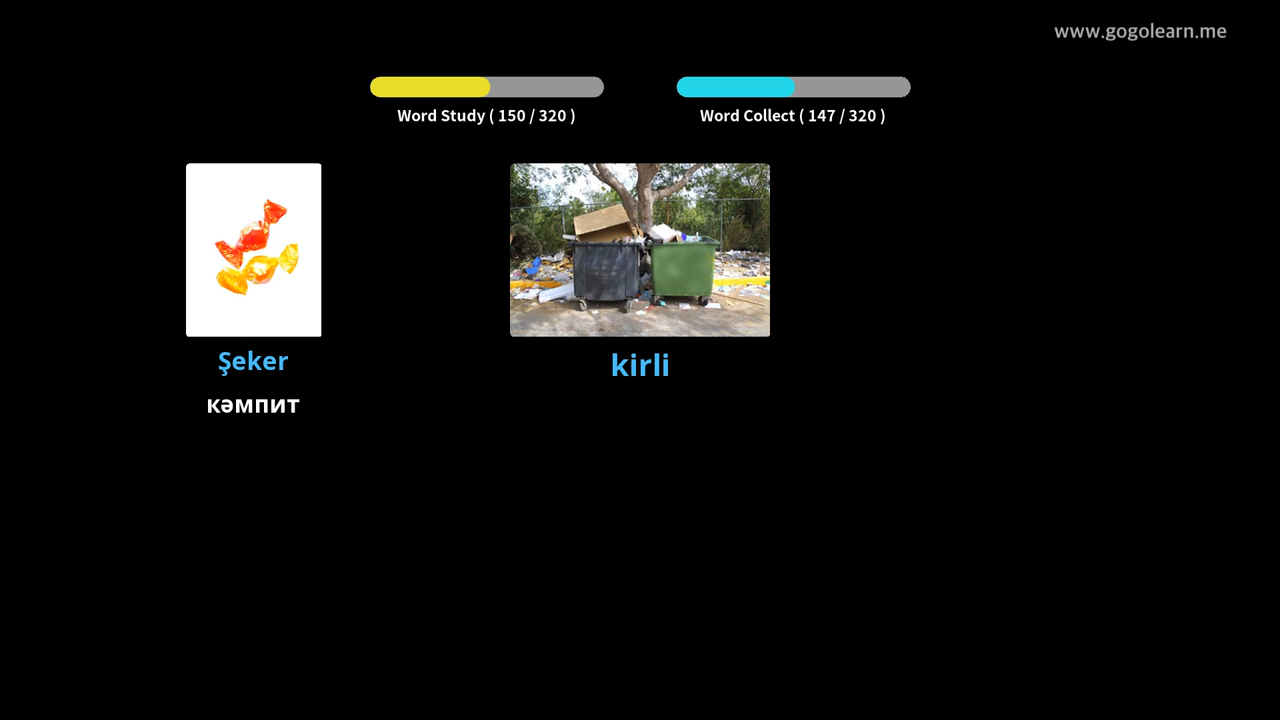 www.gogolearn.me
Word Study ( 150 / 320 )
Word Collect ( 147 / 320 )
Şeker
кәмпит
kirli